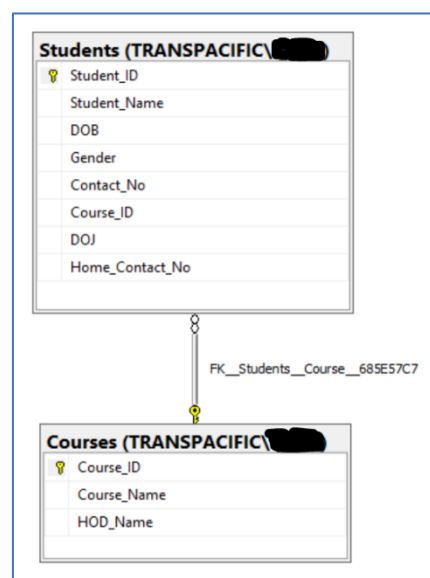 Students (TRANSPACIFIC\ )
Student_ID
Student_Name
DOB
Gender
Contact_No
Course_ID
DOJ
Home_Contact_No
FK__Students__Course__685E57C7
Courses (TRANSPACIFIC\ )
Course_ID
Course_Name
HOD_Name